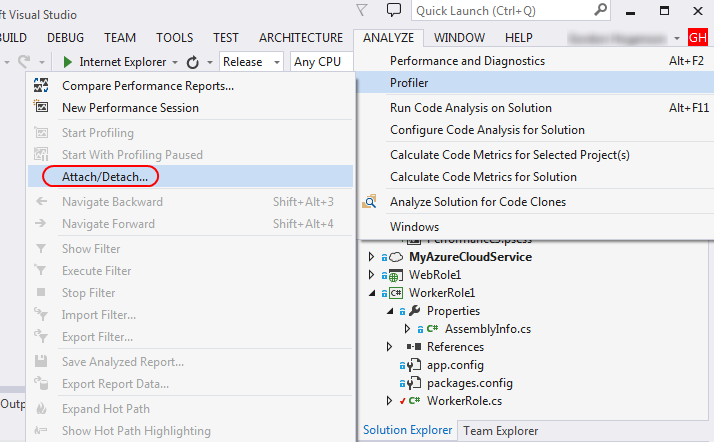 ft Visual Studio
Quick Launch (Ctrl+Q)
BUILD DEBUG TEAM TOOLS TEST ARCHITECTURE ANALYZE WINDOW HELP
GH
Internet Explorer Release Any CPU
Performance and Diagnostics Alt+F2
Profiler
Run Code Analysis on Solution Alt+F11
Configure Code Analysis for Solution
Calculate Code Metrics for Selected Project(s)
Calculate Code Metrics for Solution
Analyze Solution for Code Clones
Windows
Compare Performance Reports...
New Performance Session
Start Profiling
Start With Profiling Paused
Attach/Detach...
Navigate Backward Shift+Alt+3
Navigate Forward Shift+Alt+4
Show Filter
Execute Filter
Stop Filter
Import Filter...
Export Filter...
Save Analyzed Report...
Export Report Data...
Expand Hot Path
Show Hot Path Highlighting
Outp
MyAzureCloudService
WebRole1
WorkerRole1
Properties
C# AssemblyInfo.cs
References
app.config
packages.config
C# WorkerRole.cs
Solution Explorer Team Explorer